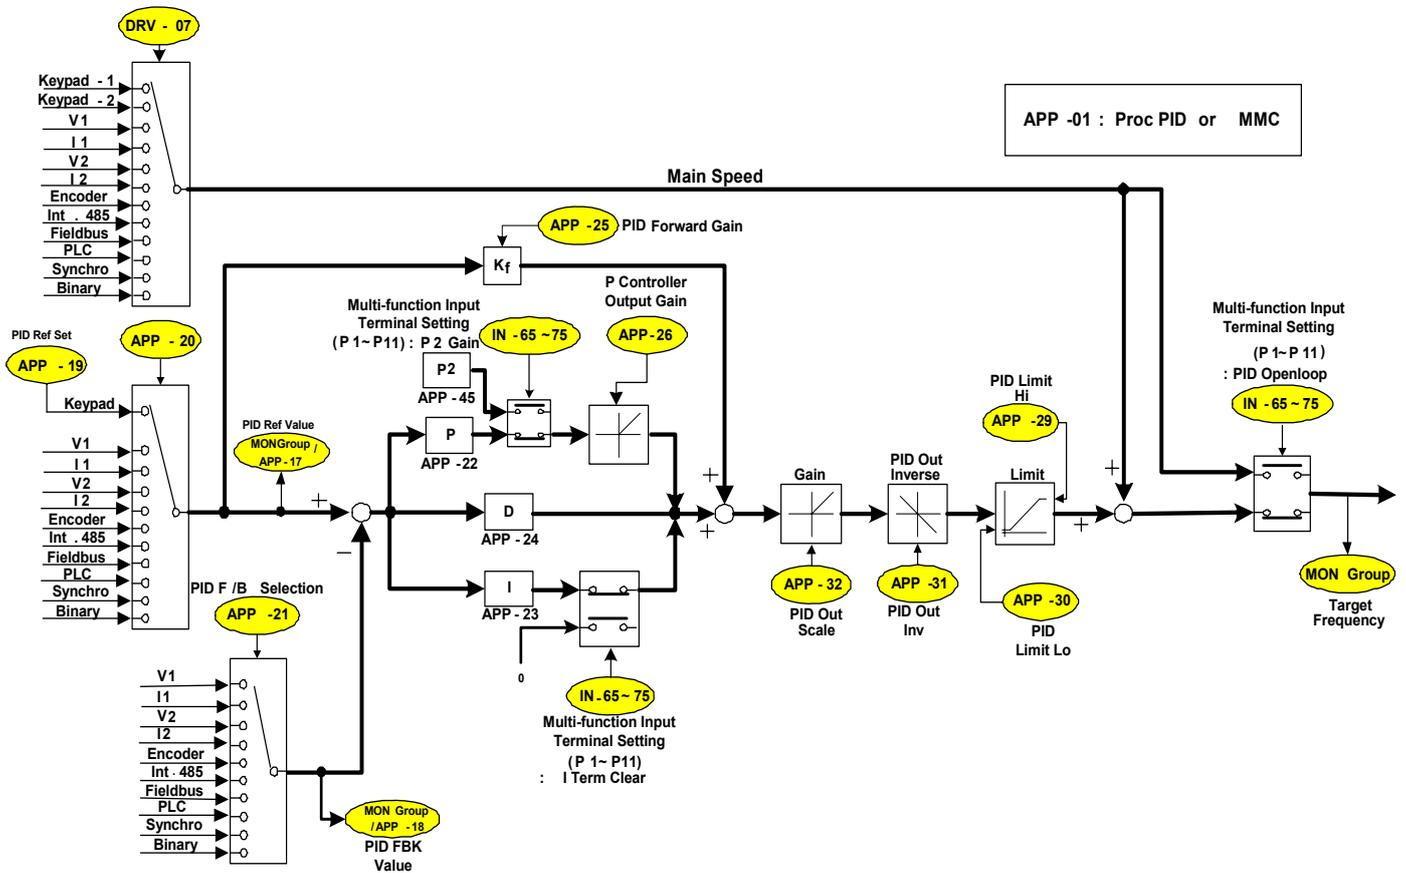 DRV - 07
Keypad - 1
Keypad - 2
V1
I1
V2
I2
Encoder
Int . 485
Fieldbus
PLC
Synchro
Binary
APP -01 : Proc PID or MMC
Main Speed
APP -25
PID Forward Gain
Kf
P Controller
Output Gain
APP-26
Multi-function Input
Terminal Setting
(P 1~ P11) : P 2 Gain
IN - 65 ~ 75
P2
APP - 45
P
APP -22
PID Ref Set
APP - 19
APP - 20
Keypad
V1
I1
V2
I2
Encoder
Int . 485
Fieldbus
PLC
Synchro
Binary
PID Ref Value
MONGroup /
APP-17
+
−
D
APP - 24
I
APP - 23
0
IN - 65 ~ 75
Multi-function Input
Terminal Setting
(P 1~ P11)
: I Term Clear
+
+
Gain
APP - 32
PID Out
Scale
PID Out
Inverse
APP -31
PID Out
Inv
PID Limit
Hi
APP -29
Limit
APP -30
PID
Limit Lo
+
+
Multi-function Input
Terminal Setting
(P 1~ P 11)
: PID Openloop
IN - 65 ~ 75
MON Group
Target
Frequency
PID F /B Selection
APP -21
V1
I1
V2
I2
Encoder
Int . 485
Fieldbus
PLC
Synchro
Binary
MON Group
/APP -18
PID FBK
Value